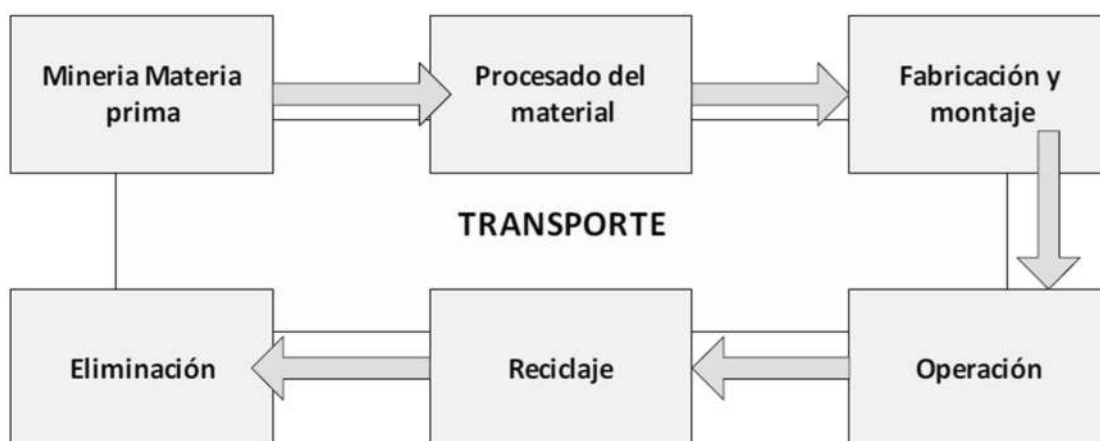 Mineria Materia
prima
Procesado del
material
Fabricación y
montaje
TRANSPORTE
Eliminación
Reciclaje
Operación